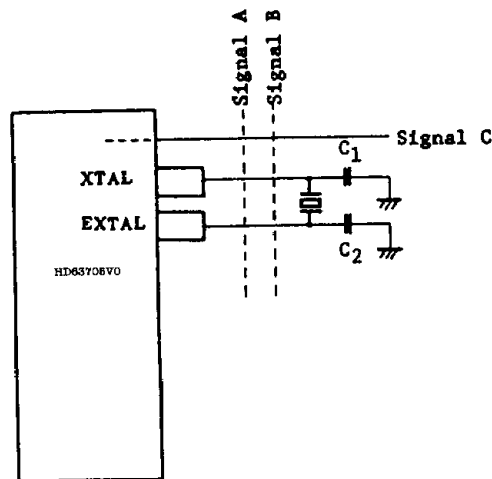 Signal A
Signal B
Signal C
C1
XTAL
EXTAL
C2
HD63705V0